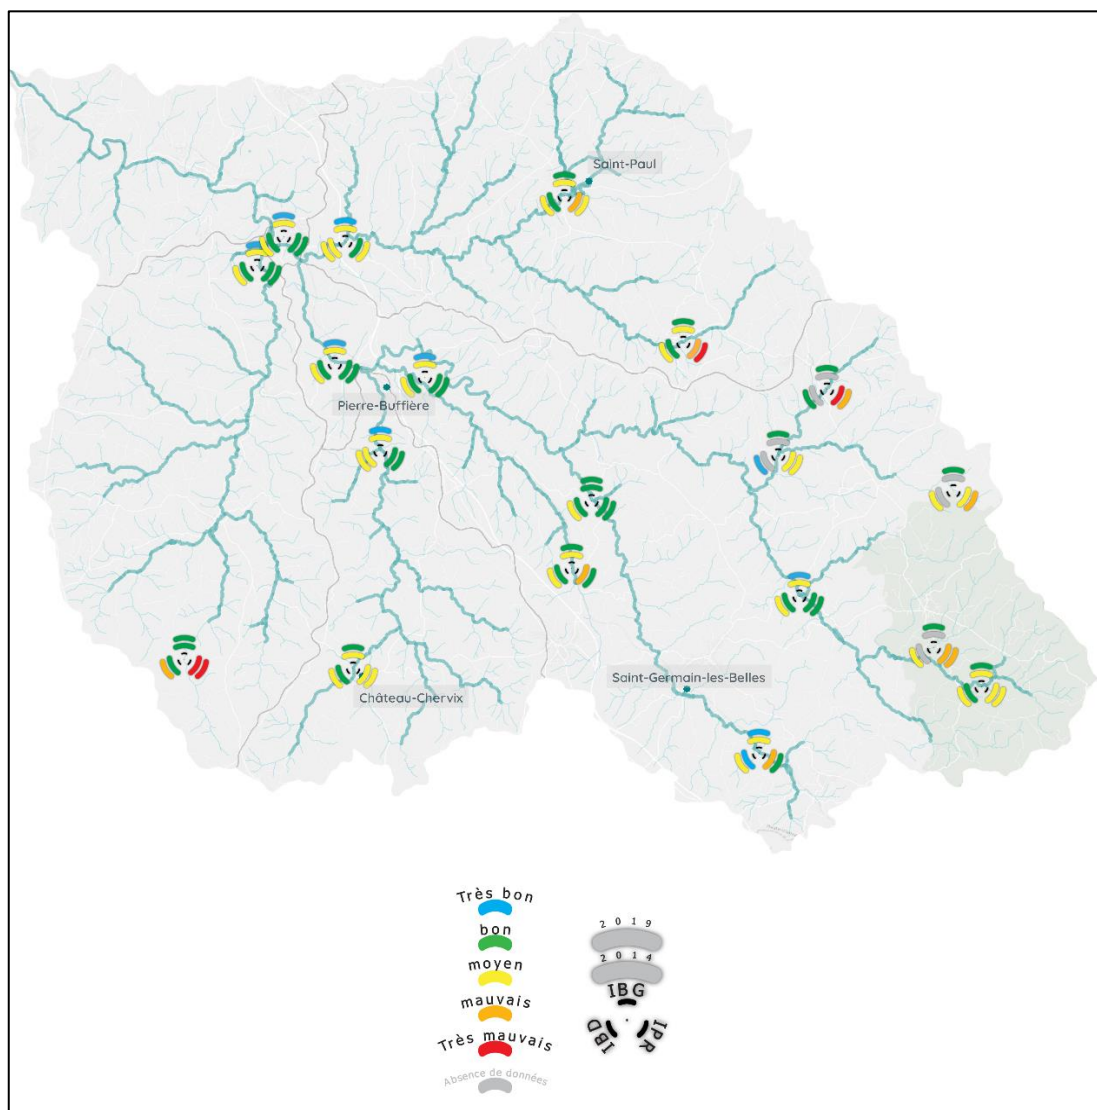 Saint-Paul
Pierre-Buffière
Saint-Germain-les-Belles
Château-Chervix
Très bon
bon
moyen
mauvais
Très mauvais
Absence de données
2019
2014
IBG
IBD
IPR